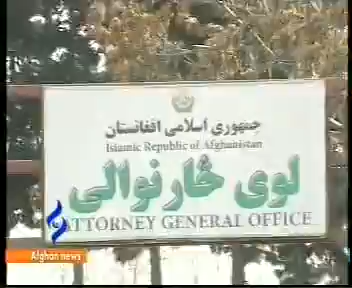 جمهوری اسلامی افغانستان
Islamic Republic of Afghanistan
لوی څارنوالی
ATTORNEY GENERAL OFFICE
Afghan news